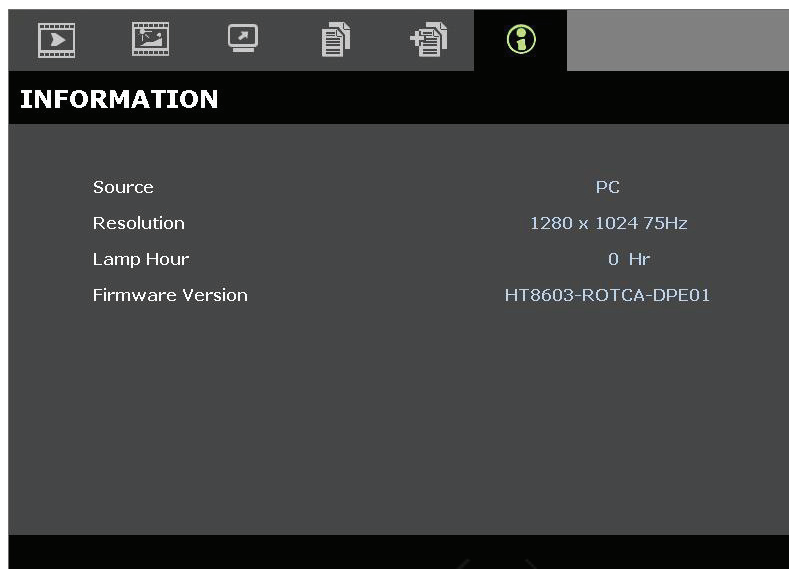 INFORMATION
Source PC
Resolution 1280 x 1024 75Hz
Lamp Hour 0 Hr
Firmware Version HT8603-ROTCA-DPE01